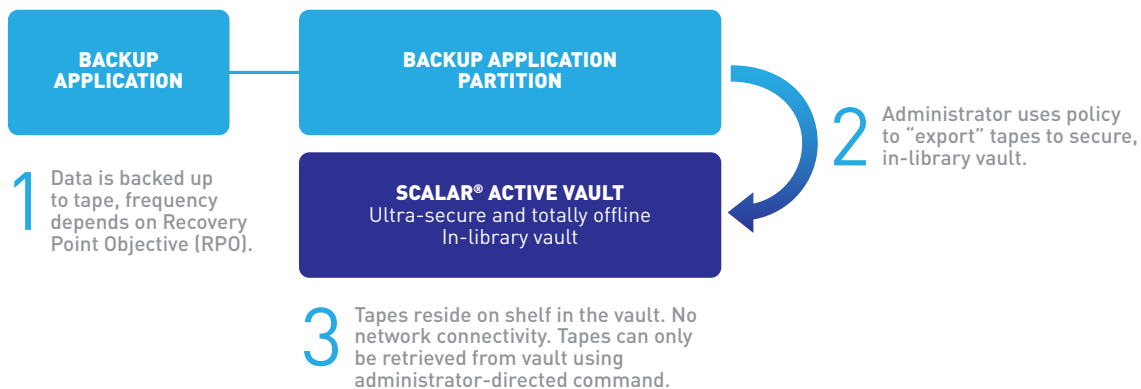 BACKUP
APPLICATION
BACKUP APPLICATION
PARTITION
1
Data is backed up
to tape, frequency
depends on Recovery
Point Objective (RPO).
2
Administrator uses policy
to “export” tapes to secure,
in-library vault.
SCALAR® ACTIVE VAULT
Ultra-secure and totally offline
In-library vault
3
Tapes reside on shelf in the vault. No
network connectivity. Tapes can only
be retrieved from vault using
administrator-directed command.